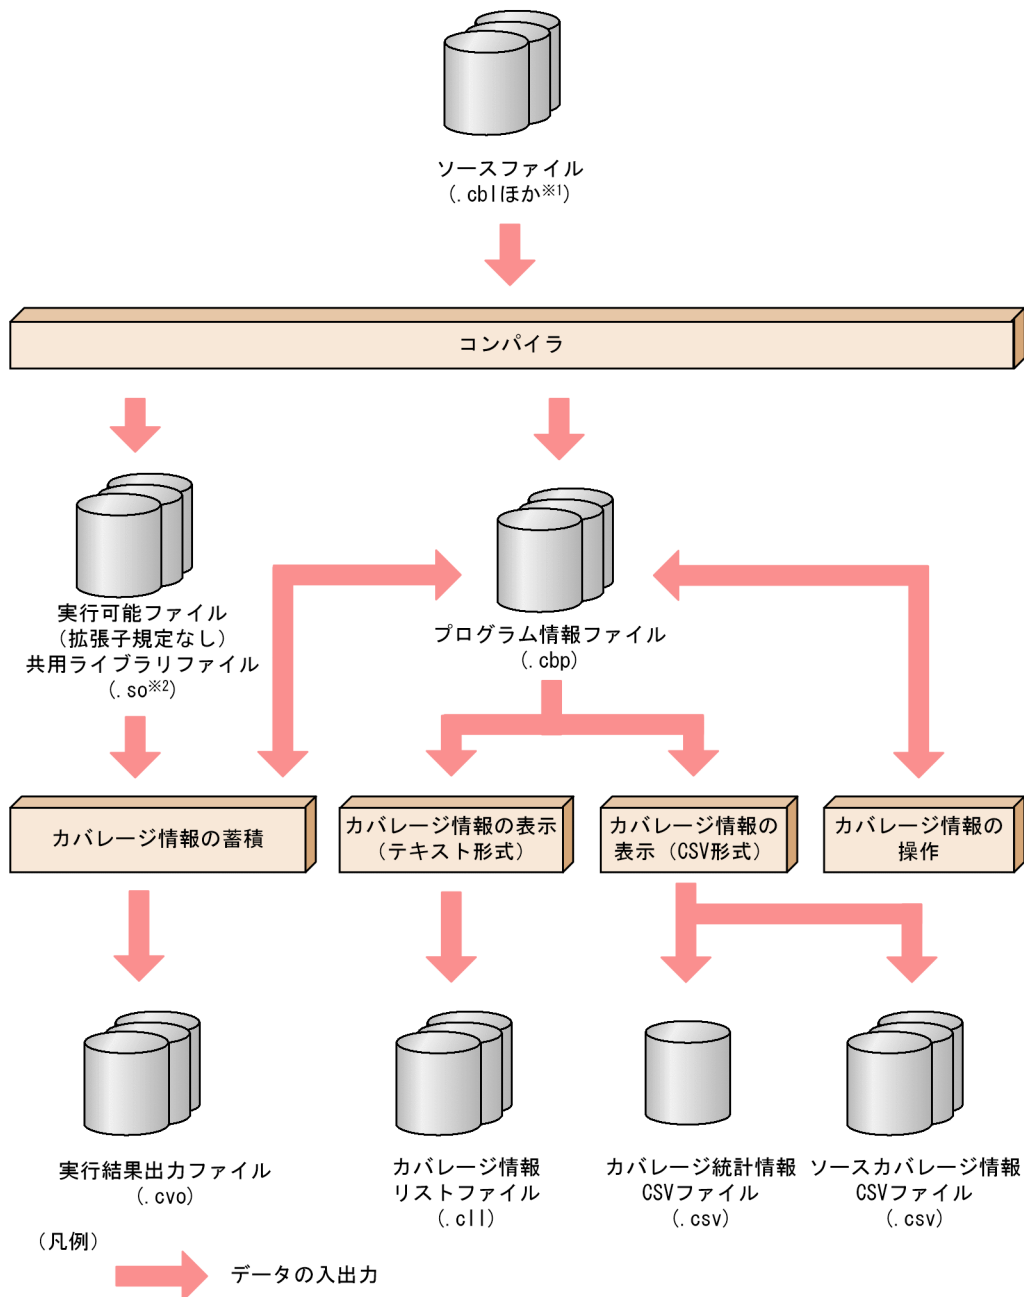 ソースファイル
(.cblほか※1)
コンパイラ
実行可能ファイル
(拡張子規定なし)
共用ライブラリファイル
(.so※2)
プログラム情報ファイル
(.cbp)
カバレージ情報の蓄積
カバレージ情報の表示
(テキスト形式)
カバレージ情報の
表示(CSV形式)
カバレージ情報の
操作
実行結果出力ファイル
(.cvo)
カバレージ情報
リストファイル
(.cll)
カバレージ統計情報
CSVファイル
(.csv)
ソースカバレージ情報
CSVファイル
(.csv)
(凡例)
データの入出力